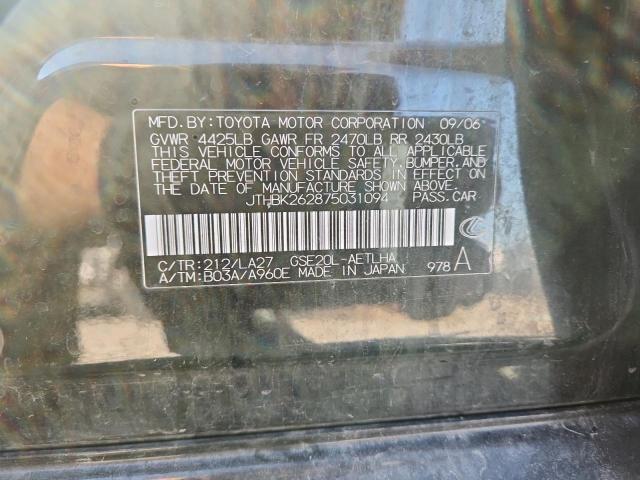 MFD. BY: TOYOTA MOTOR CORPORATION 09/06
GVWR 4425LB GAWR FR 2470LB RR 2430LB
THIS VEHICLE CONFORMS TO ALL APPLICABLE
FEDERAL MOTOR VEHICLE SAFETY, BUMPER, AND
THEFT PREVENTION STANDARDS IN EFFECT ON
THE DATE OF MANUFACTURE SHOWN ABOVE.
JTHBK262875031094 PASS.CAR
C/TR:212/LA27 GSE20L-AETLHA
A/TM:B03A/A960E MADE IN JAPAN 978 A